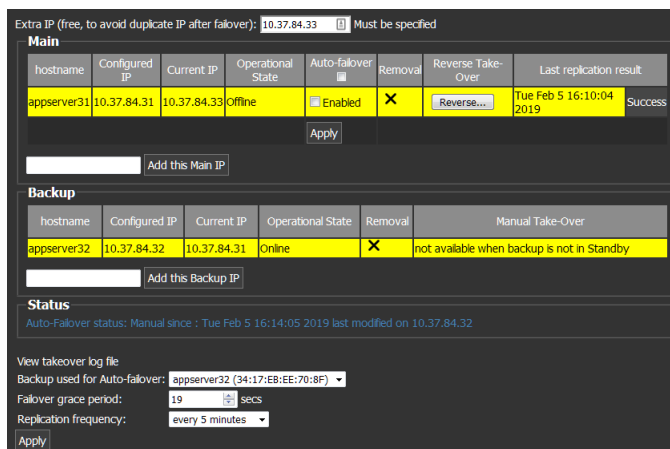 Extra IP (free, to avoid duplicate IP after failover): 10.37.84.33 Must be specified
Main
hostname Configured IP Current IP Operational State Auto-failover Removal Reverse Take-Over Last replication result
appserver31 10.37.84.31 10.37.84.33 Offline Enabled Reverse... Tue Feb 5 16:10:04 2019 Success
Apply
Add this Main IP
Backup
hostname Configured IP Current IP Operational State Removal Manual Take-Over
appserver32 10.37.84.32 10.37.84.31 Online not available when backup is not in Standby
Add this Backup IP
Status
Auto-Failover status: Manual since : Tue Feb 5 16:14:05 2019 last modified on 10.37.84.32
View takeover log file
Backup used for Auto-failover: appserver32 (34:17:EB:EE:70:8F)
Failover grace period: 19 secs
Replication frequency: every 5 minutes
Apply